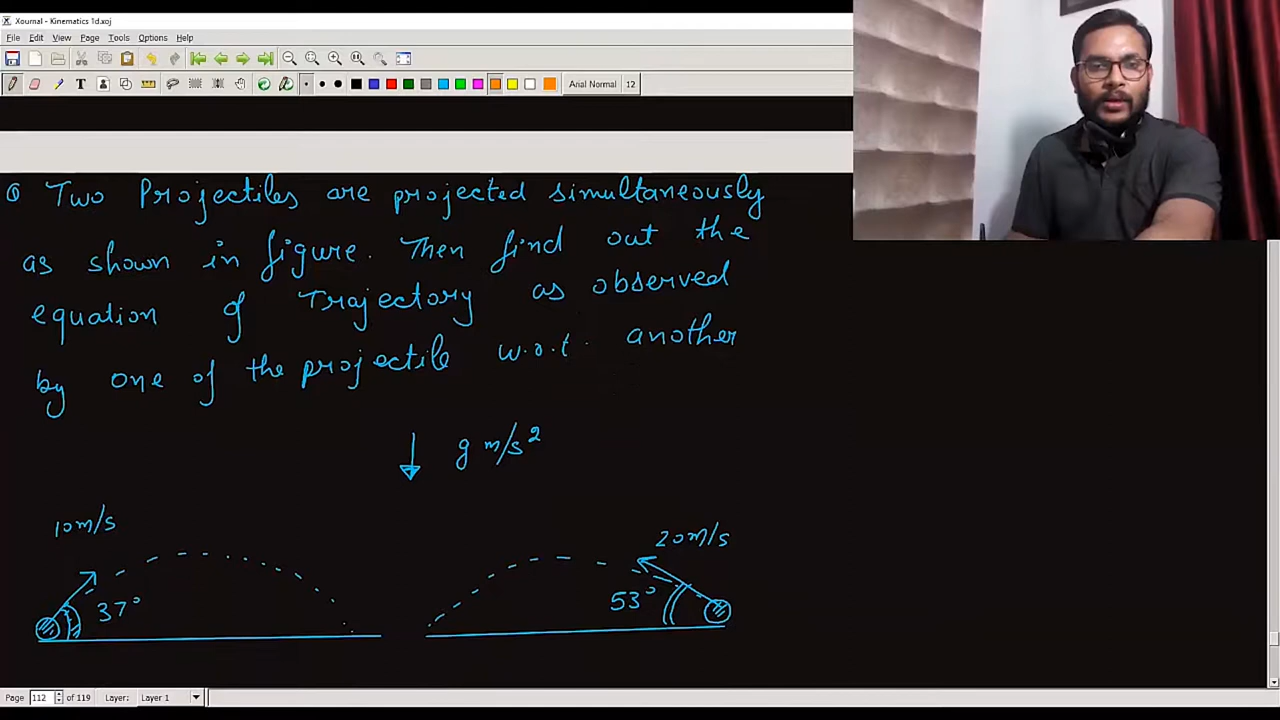 Xournal - Kinematics 1d.xoj
File Edit View Page Tools Options Help
T Arial Normal 12
Q Two Projectiles are projected simultaneously
as shown in figure. Then find out the
equation of Trajectory as observed
by one of the projectile w.r.t. another
↓ g m/s²
10m/s
20m/s
37°
53°
Page 112 of 119 Layer: Layer 1